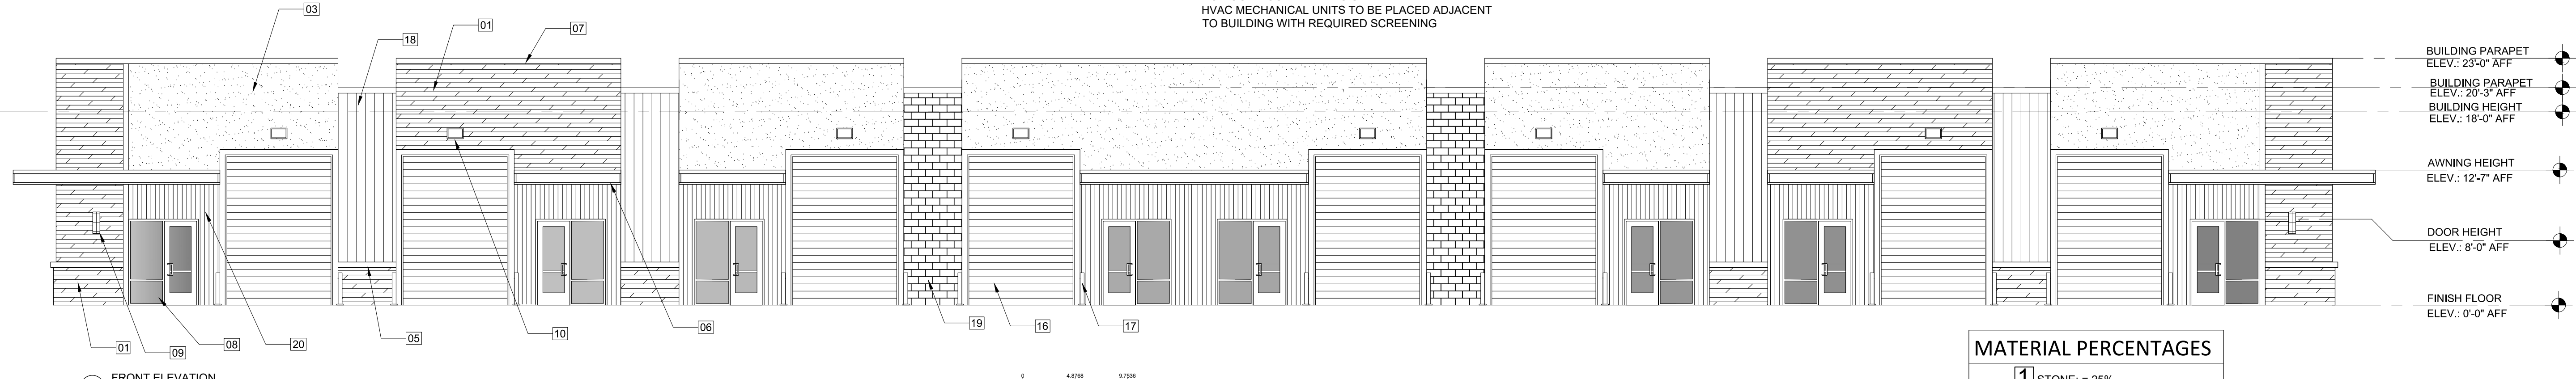 HVAC MECHANICAL UNITS TO BE PLACED ADJACENT
TO BUILDING WITH REQUIRED SCREENING
03
18
01
07
BUILDING PARAPET
ELEV.: 23'-0" AFF
BUILDING PARAPET
ELEV.: 20'-3" AFF
BUILDING HEIGHT
ELEV.: 18'-0" AFF
AWNING HEIGHT
ELEV.: 12'-7" AFF
DOOR HEIGHT
ELEV.: 8'-0" AFF
FINISH FLOOR
ELEV.: 0'-0" AFF
01
09
08
20
05
10
06
19
16
17
FRONT ELEVATION
0 4.8768 9.7536
MATERIAL PERCENTAGES
1 STONE: = 25%